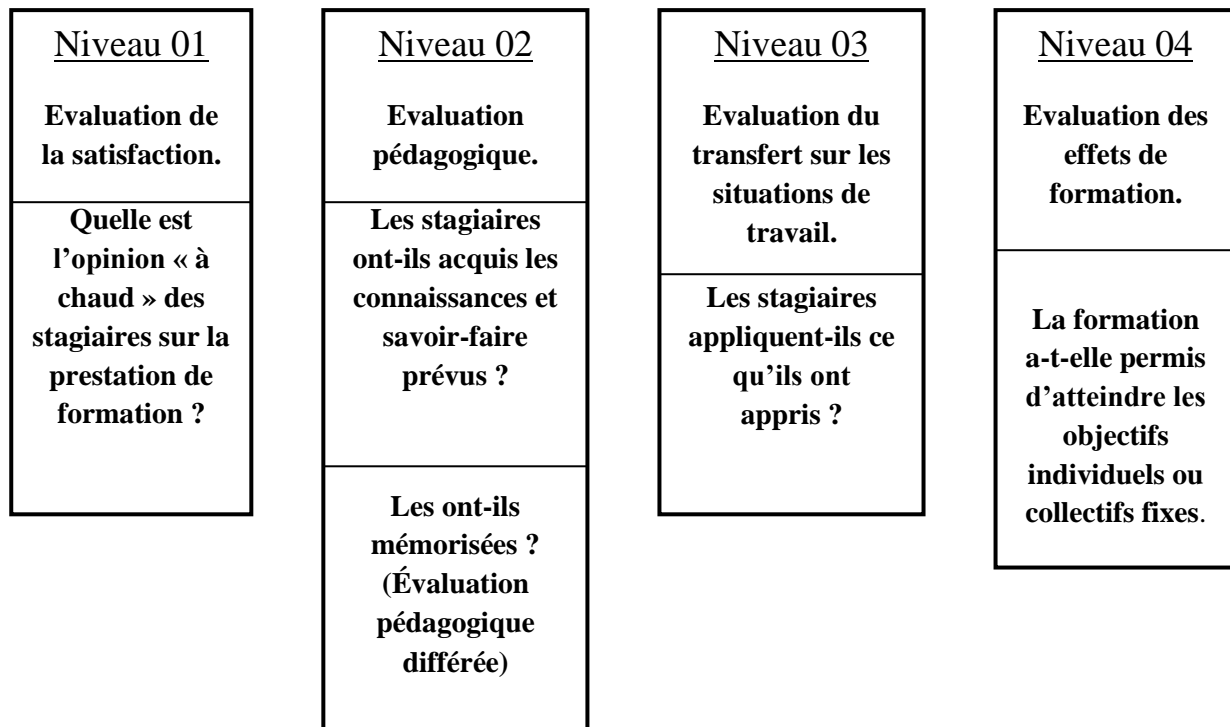 Niveau 01
Evaluation de
la satisfaction.
Quelle est
l’opinion « à
chaud » des
stagiaires sur la
prestation de
formation ?
Niveau 02
Evaluation
pédagogique.
Les stagiaires
ont-ils acquis les
connaissances et
savoir-faire
prévus ?
Les ont-ils
mémorisées ?
(Évaluation
pédagogique
différée)
Niveau 03
Evaluation du
transfert sur les
situations de
travail.
Les stagiaires
appliquent-ils ce
qu’ils ont
appris ?
Niveau 04
Evaluation des
effets de
formation.
La formation
a-t-elle permis
d’atteindre les
objectifs
individuels ou
collectifs fixes.